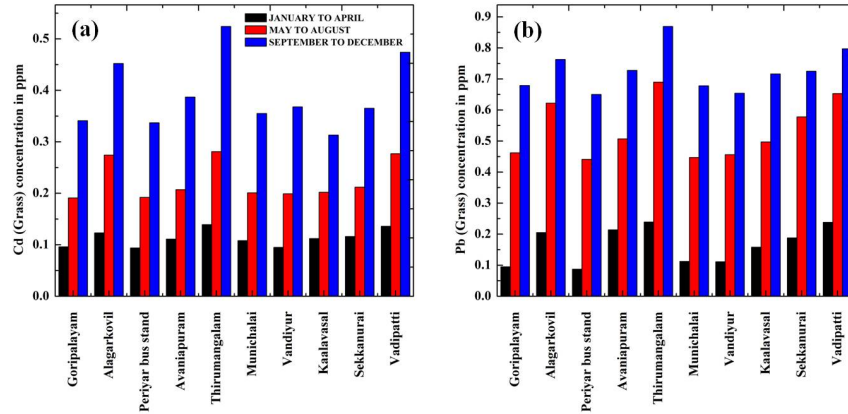 (a)
JANUARY TO APRIL
MAY TO AUGUST
SEPTEMBER TO DECEMBER
Cd (Grass) concentration in ppm
0.5
0.4
0.3
0.2
0.1
0.0
Goripalayam
Alagarkovil
Periyar bus stand
Avaniapuram
Thirumangalam
Munichalai
Vandiyur
Kaalavasal
Sekkanurai
Vadipatti
(b)
Pb (Grass) concentration in ppm
0.9
0.8
0.7
0.6
0.5
0.4
0.3
0.2
0.1
0.0
Goripalayam
Alagarkovil
Periyar bus stand
Avaniapuram
Thirumangalam
Munichalai
Vandiyur
Kaalavasal
Sekkanurai
Vadipatti